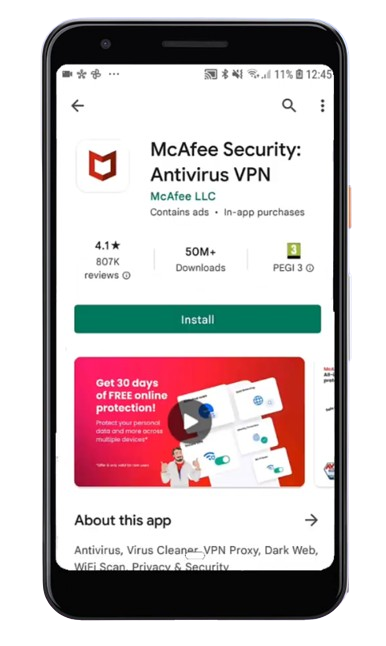 11% 12:45
McAfee Security:
Antivirus VPN
McAfee LLC
Contains ads • In-app purchases
4.1★
807K
reviews
50M+
Downloads
3
PEGI 3
Install
Get 30 days
of FREE online
protection!
Protect your personal
data and more across
multiple devices*
About this app
Antivirus, Virus Cleaner, VPN Proxy, Dark Web,
WiFi Scan, Privacy & Security